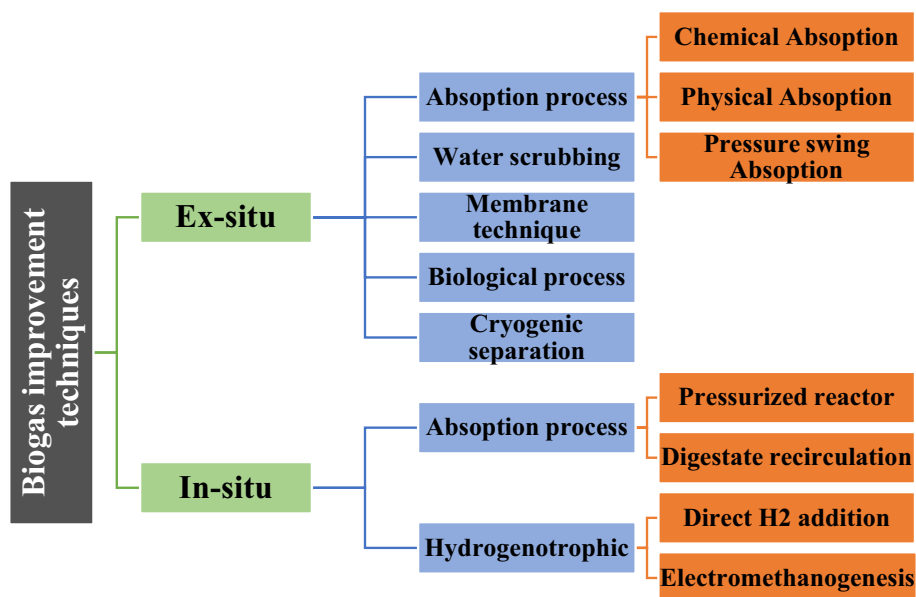 Biogas improvement
techniques
Ex-situ
Absoption process
Chemical Absoption
Physical Absoption
Pressure swing
Absoption
Water scrubbing
Membrane
technique
Biological process
Cryogenic
separation
In-situ
Absoption process
Pressurized reactor
Digestate recirculation
Hydrogenotrophic
Direct H2 addition
Electromethanogenesis